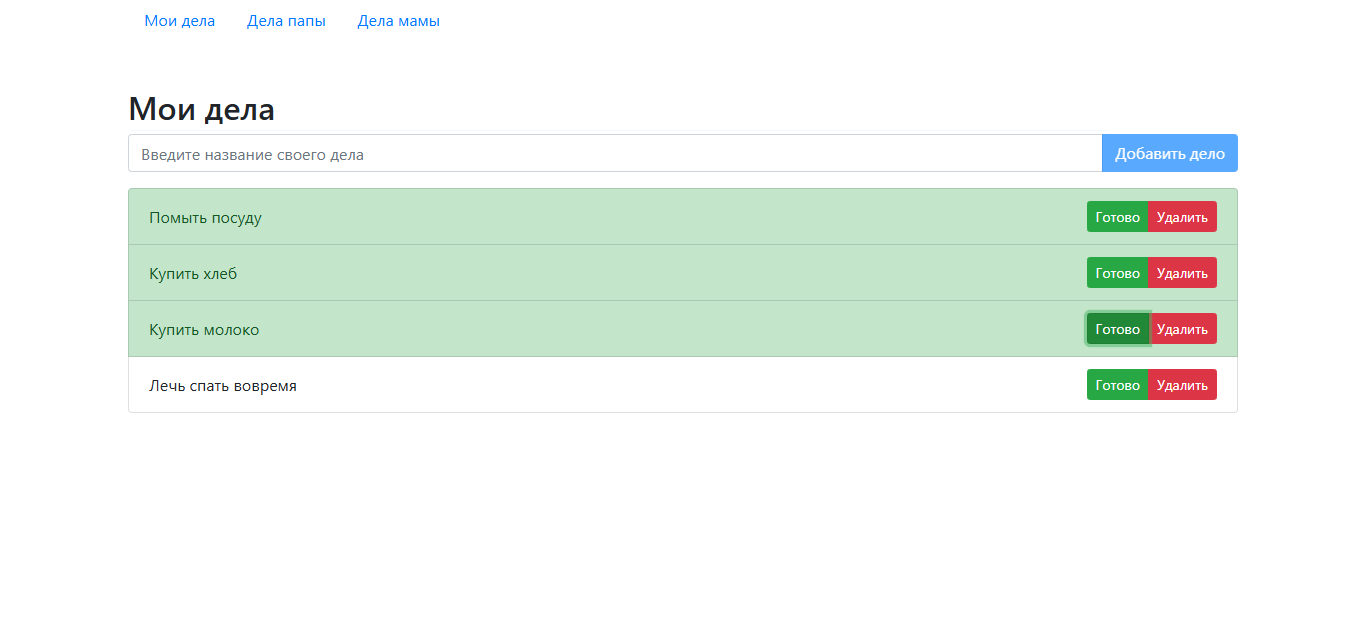 Мои дела Дела папы Дела мамы
Мои дела
Введите название своего дела Добавить дело
Помыть посуду Готово Удалить
Купить хлеб Готово Удалить
Купить молоко Готово Удалить
Лечь спать вовремя Готово Удалить